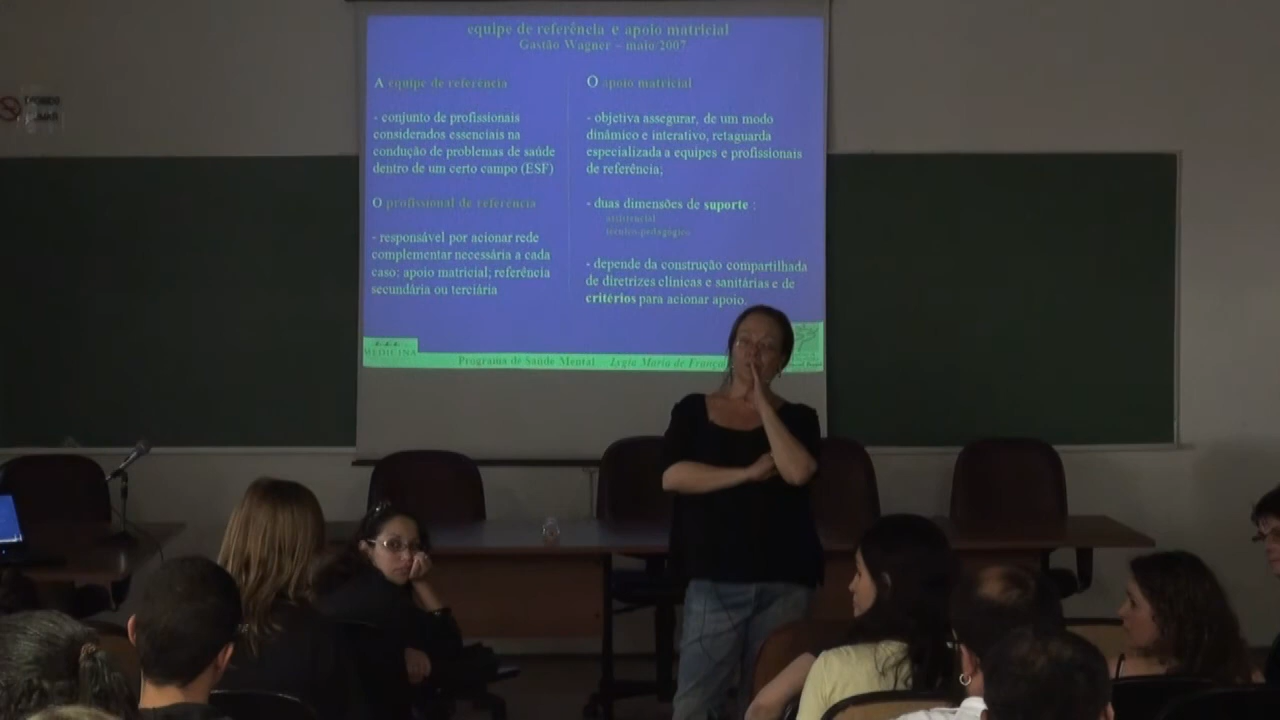 equipe de referência e apoio matricial
Gastão Wagner – maio 2007
A equipe de referência
- conjunto de profissionais
considerados essenciais na
condução de problemas de saúde
dentro de um certo campo (ESF)
O profissional de referência
- responsável por acionar rede
complementar necessária a cada
caso: apoio matricial; referência
secundária ou terciária
O apoio matricial
- objetiva assegurar, de um modo
dinâmico e interativo, retaguarda
especializada a equipes e profissionais
de referência;
- duas dimensões de suporte :
assistencial
técnico-pedagógico
- depende da construção compartilhada
de diretrizes clínicas e sanitárias e de
critérios para acionar apoio.
MEDICINA
Programa de Saúde Mental – Lygia Maria de França